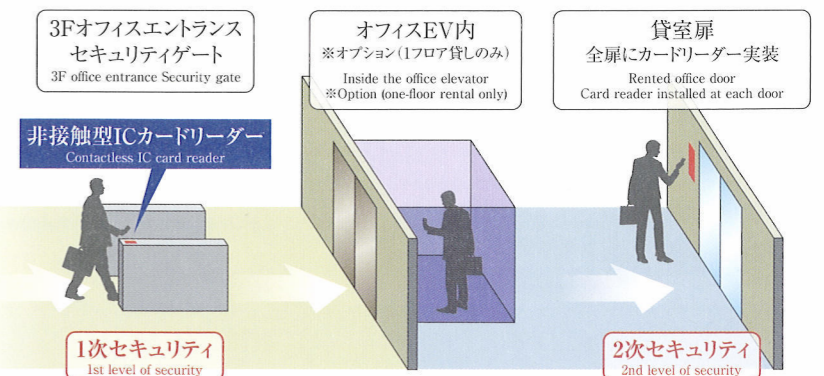 3Fオフィスエントランス
セキュリティゲート
3F office entrance Security gate
オフィスEV内
※オプション(1フロア貸しのみ)
Inside the office elevator
※Option (one-floor rental only)
貸室扉
全扉にカードリーダー実装
Rented office door
Card reader installed at each door
非接触型ICカードリーダー
Contactless IC card reader
1次セキュリティ
1st level of security
2次セキュリティ
2nd level of security